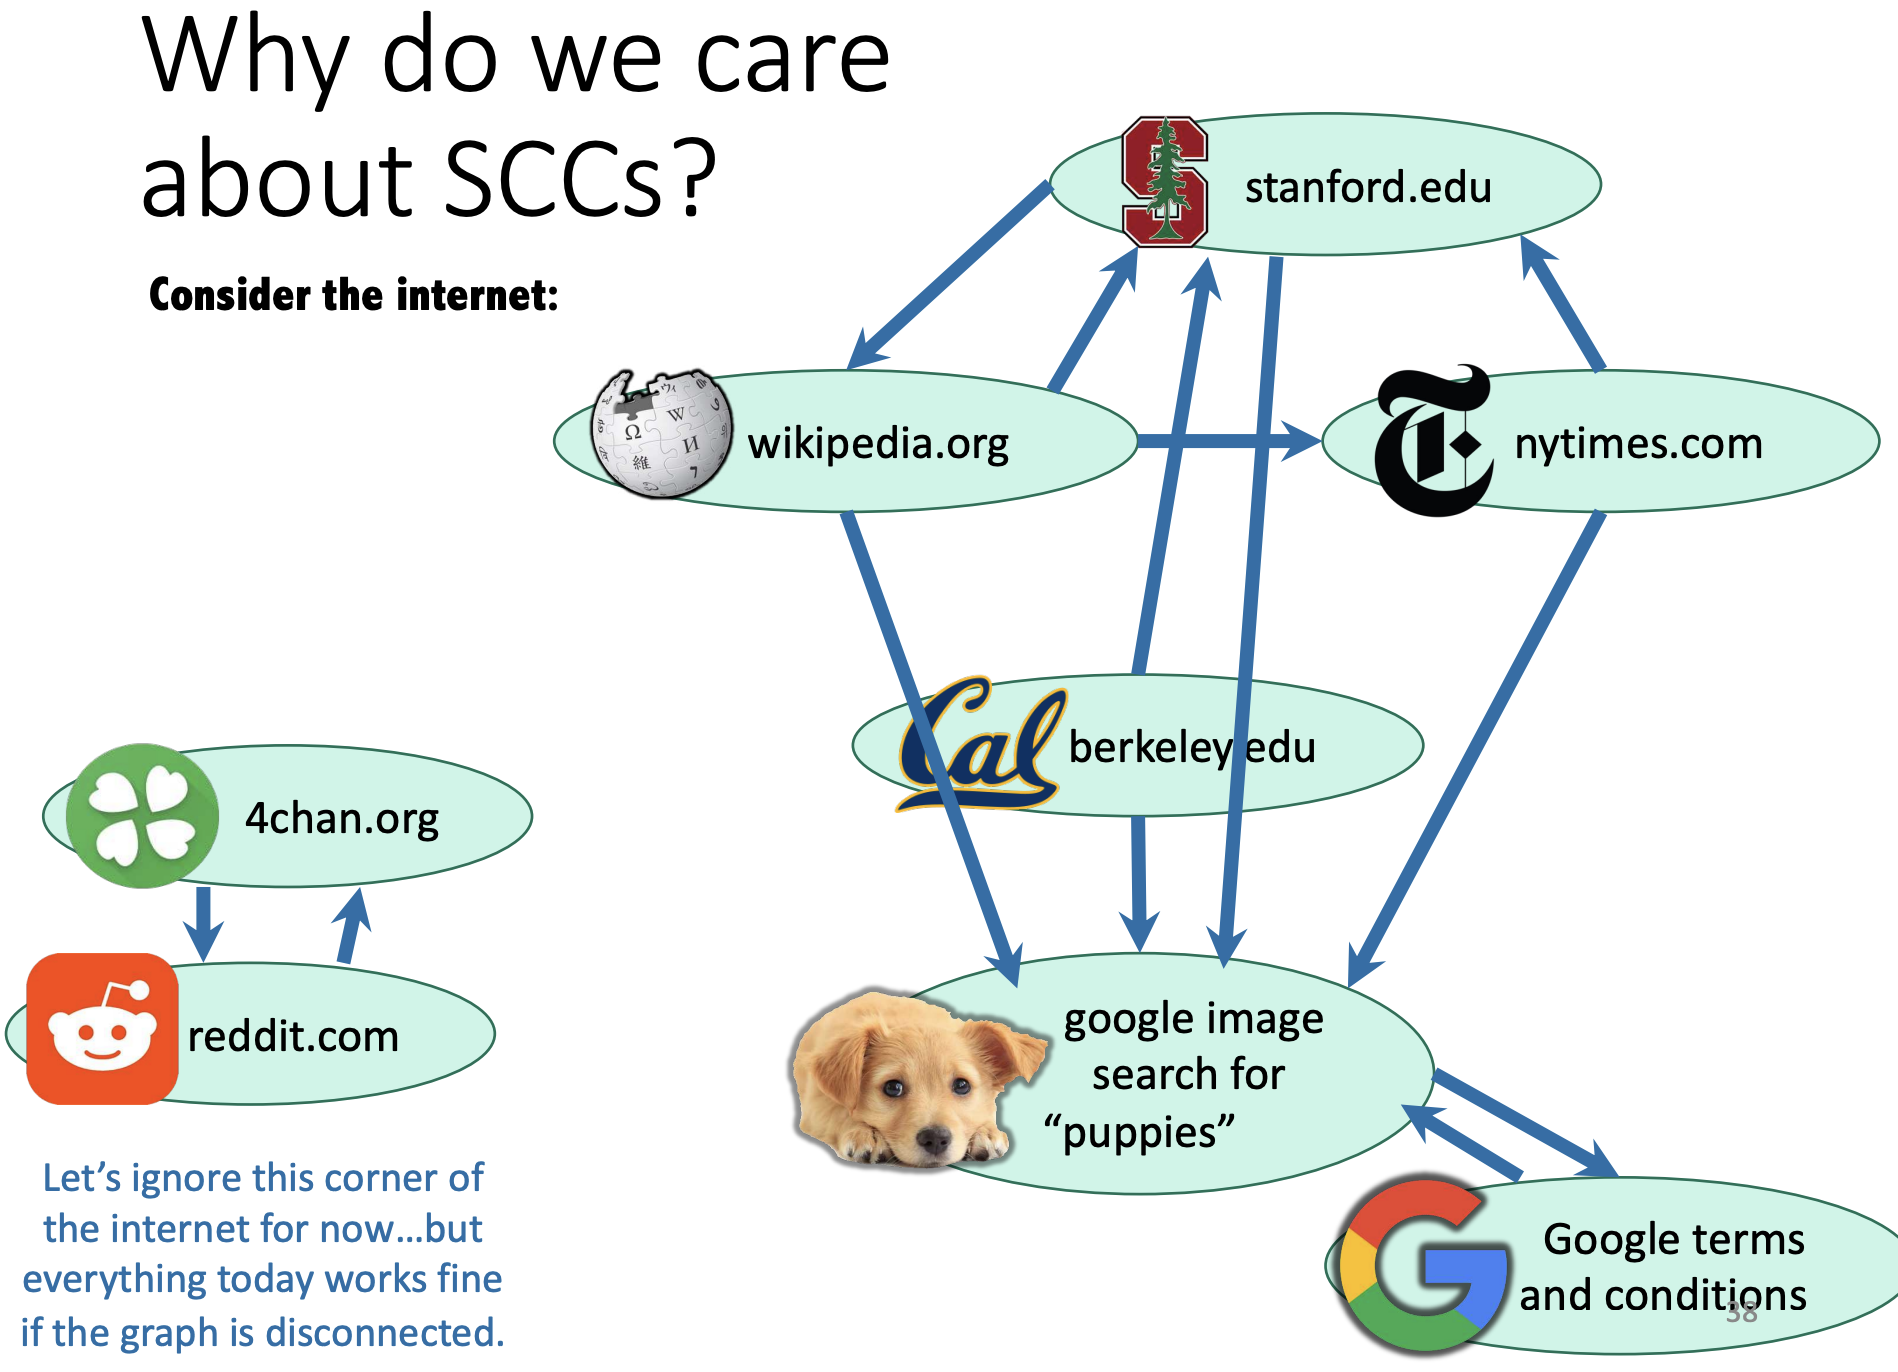 Why do we care
about SCCs?
Consider the internet:
stanford.edu
wikipedia.org
nytimes.com
Cal
berkeley.edu
4chan.org
reddit.com
google image
search for
“puppies”
Let’s ignore this corner of
the internet for now...but
everything today works fine
if the graph is disconnected.
Google terms
and conditions
38